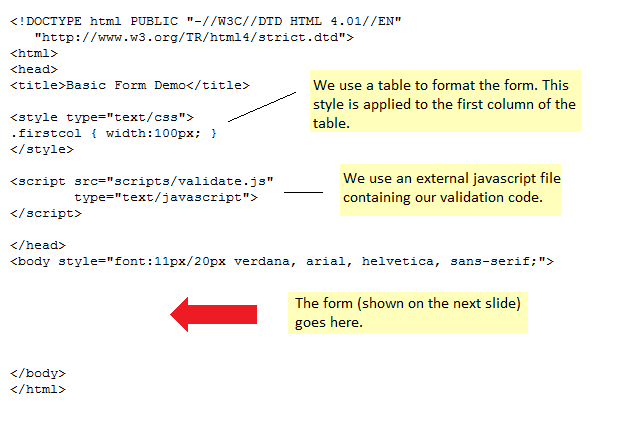 <!DOCTYPE html PUBLIC "-//W3C//DTD HTML 4.01//EN"
"http://www.w3.org/TR/html4/strict.dtd">
<html>
<head>
<title>Basic Form Demo</title>
We use a table to format the form. This
style is applied to the first column of the
table.
<style type="text/css">
.firstcol { width:100px; }
</style>
<script src="scripts/validate.js"
type="text/javascript">
</script>
We use an external javascript file
containing our validation code.
</head>
<body style="font:11px/20px verdana, arial, helvetica, sans-serif;">
The form (shown on the next slide)
goes here.
</body>
</html>